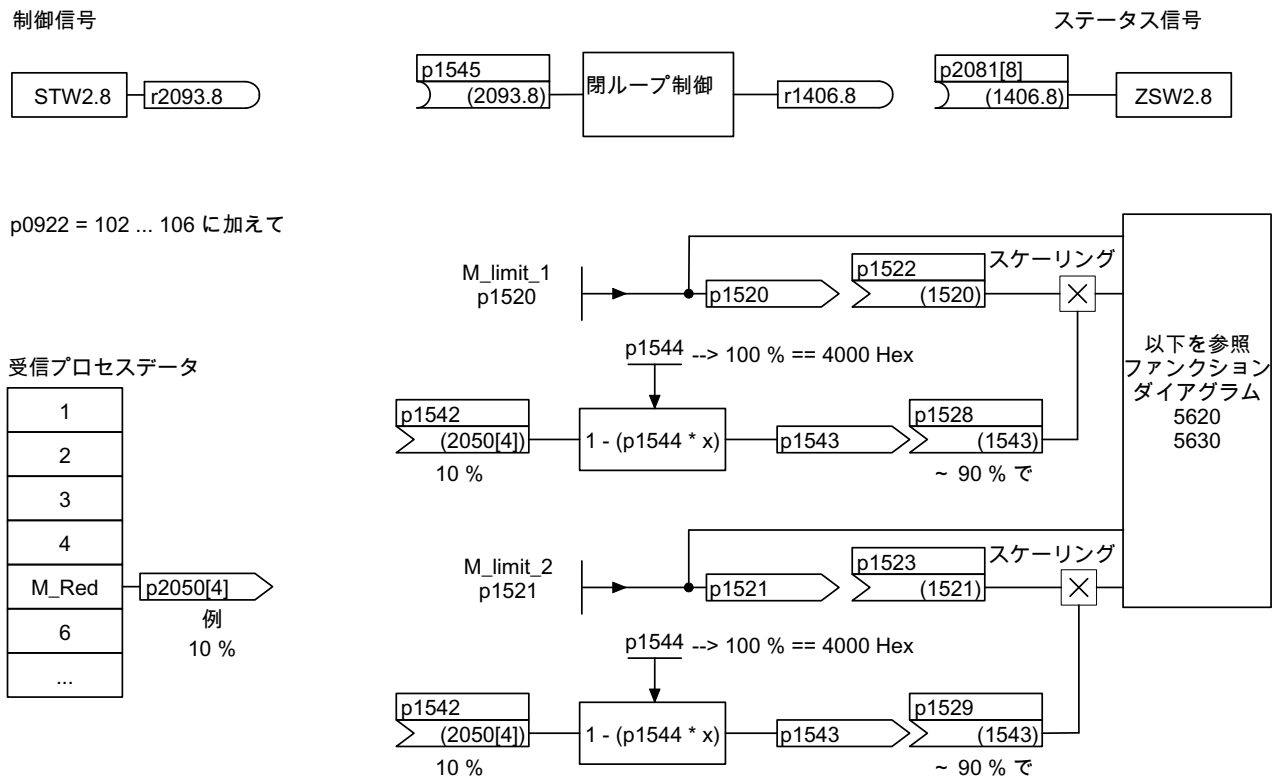 制御信号
ステータス信号
STW2.8
r2093.8
p1545
(2093.8)
閉ループ制御
r1406.8
p2081[8]
(1406.8)
ZSW2.8
p0922 = 102 ... 106 に加えて
M_limit_1
p1520
p1520
p1522
(1520)
スケーリング
p1544 --> 100 % == 4000 Hex
p1542
(2050[4])
10 %
1 - (p1544 * x)
p1543
p1528
(1543)
~ 90 % で
以下を参照
ファンクション
ダイアグラム
5620
5630
受信プロセスデータ
1
2
3
4
M_Red
6
...
p2050[4]
例
10 %
M_limit_2
p1521
p1521
p1523
(1521)
スケーリング
p1544 --> 100 % == 4000 Hex
p1542
(2050[4])
10 %
1 - (p1544 * x)
p1543
p1529
(1543)
~ 90 % で